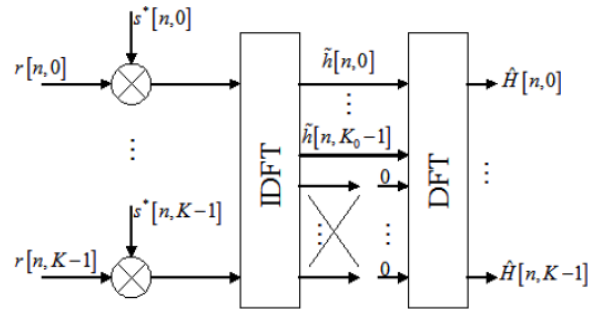 s*[n,0]
r[n,0]
h̃[n,0]
Ĥ[n,0]
⋮
⋯
h̃[n,K₀−1]
0
IDFT
DFT
⋮
s*[n,K−1]
⋮
⋮
r[n,K−1]
0
Ĥ[n,K−1]